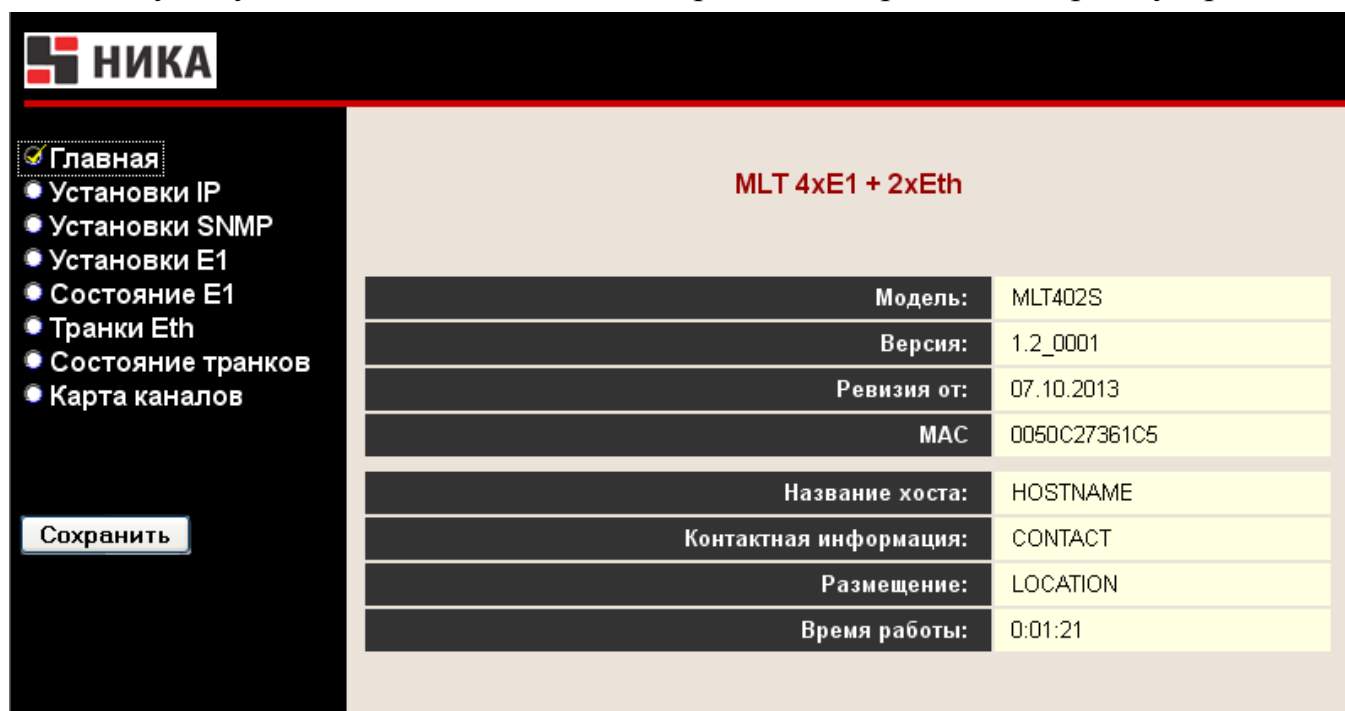 НИКА
Главная
Установки IP
Установки SNMP
Установки E1
Состояние E1
Транки Eth
Состояние транков
Карта каналов
Сохранить
MLT 4xE1 + 2xEth
Модель: MLT402S
Версия: 1.2_0001
Ревизия от: 07.10.2013
MAC 0050C27361C5
Название хоста: HOSTNAME
Контактная информация: CONTACT
Размещение: LOCATION
Время работы: 0:01:21